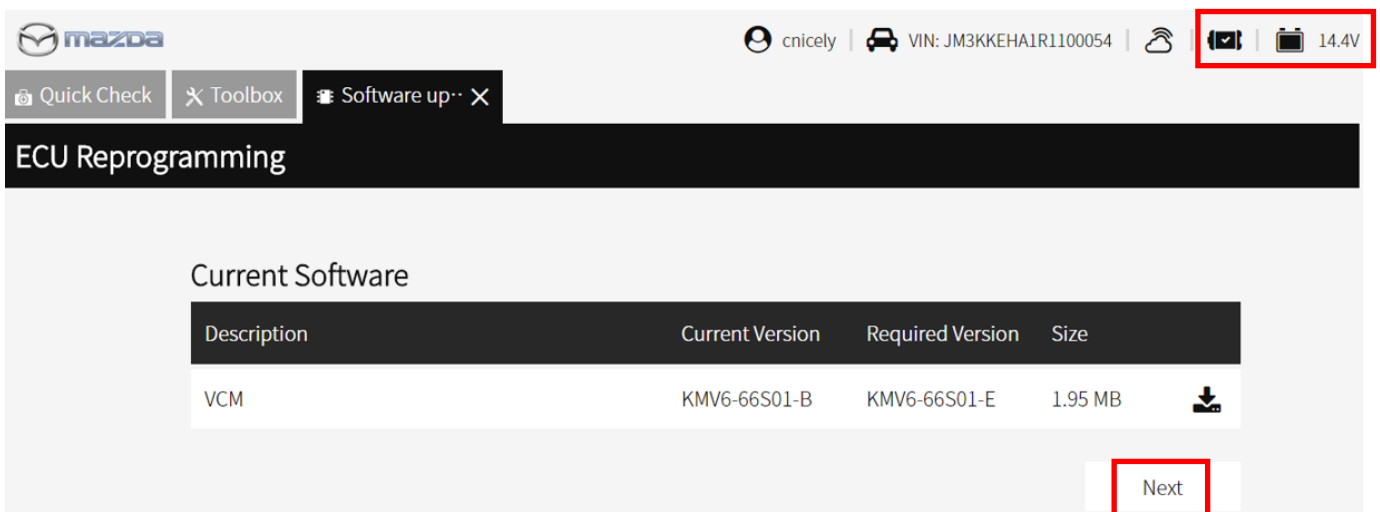 mazda cnicely VIN: JM3KKEHA1R1100054 14.4V
Quick Check Toolbox Software up··
ECU Reprogramming
Current Software
Description Current Version Required Version Size
VCM KMV6-66S01-B KMV6-66S01-E 1.95 MB
Next